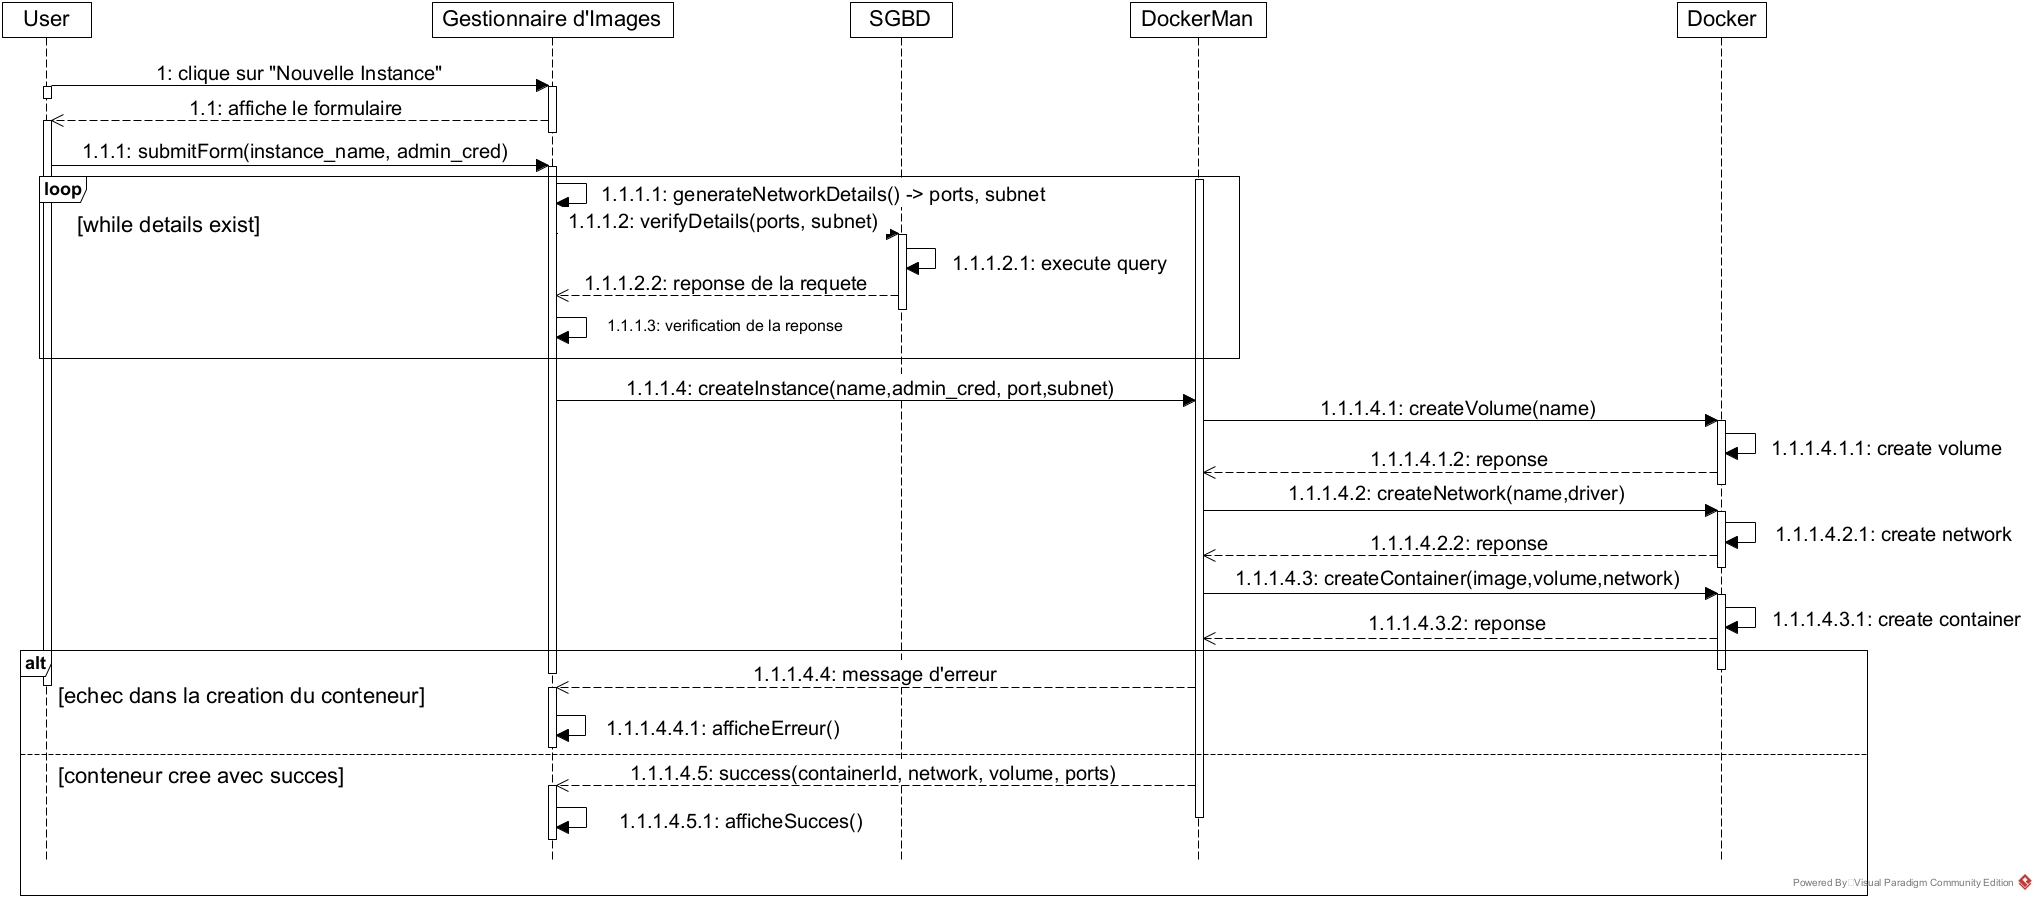 User
Gestionnaire d'Images
SGBD
DockerMan
Docker
1: clique sur "Nouvelle Instance"
1.1: affiche le formulaire
1.1.1: submitForm(instance_name, admin_cred)
loop
[while details exist]
1.1.1.1: generateNetworkDetails() -> ports, subnet
1.1.1.2: verifyDetails(ports, subnet)
1.1.1.2.1: execute query
1.1.1.2.2: reponse de la requete
1.1.1.3: verification de la reponse
1.1.1.4: createInstance(name,admin_cred, port,subnet)
1.1.1.4.1: createVolume(name)
1.1.1.4.1.1: create volume
1.1.1.4.1.2: reponse
1.1.1.4.2: createNetwork(name,driver)
1.1.1.4.2.1: create network
1.1.1.4.2.2: reponse
1.1.1.4.3: createContainer(image,volume,network)
1.1.1.4.3.1: create container
1.1.1.4.3.2: reponse
alt
[echec dans la creation du conteneur]
1.1.1.4.4: message d'erreur
1.1.1.4.4.1: afficheErreur()
[conteneur cree avec succes]
1.1.1.4.5: success(containerId, network, volume, ports)
1.1.1.4.5.1: afficheSucces()
Powered By Visual Paradigm Community Edition